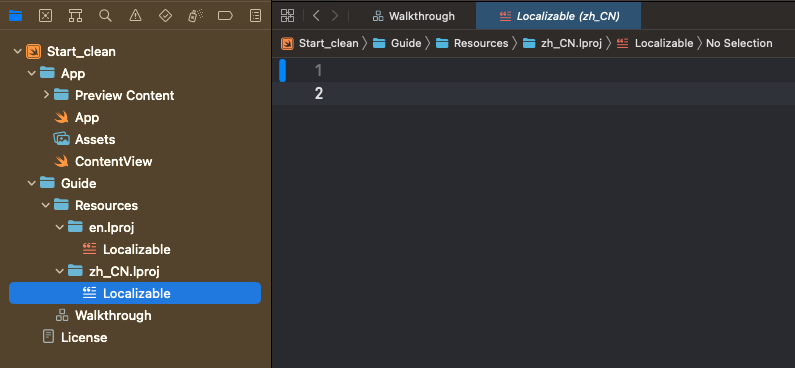 Start_clean
App
Preview Content
App
Assets
ContentView
Guide
Resources
en.lproj
Localizable
zh_CN.lproj
Localizable
Walkthrough
License
Walkthrough
Localizable (zh_CN)
Start_clean Guide Resources zh_CN.lproj Localizable No Selection
1
2